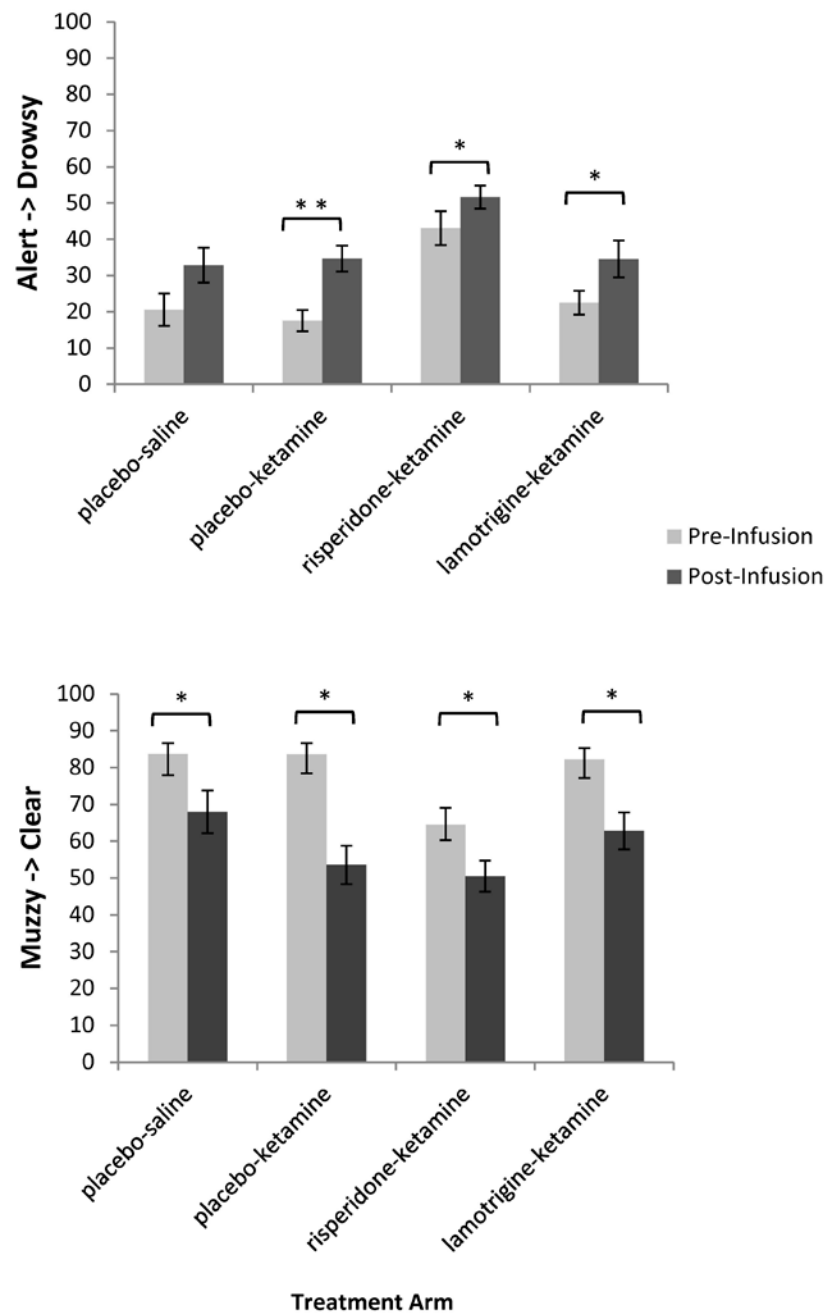 100
90
80
70
60
50
40
30
20
10
0
Alert -> Drowsy
* *
*
*
placebo-saline
placebo-ketamine
risperidone-ketamine
lamotrigine-ketamine
Pre-Infusion
Post-Infusion
100
90
80
70
60
50
40
30
20
10
0
Muzzy -> Clear
*
*
*
*
placebo-saline
placebo-ketamine
risperidone-ketamine
lamotrigine-ketamine
Treatment Arm